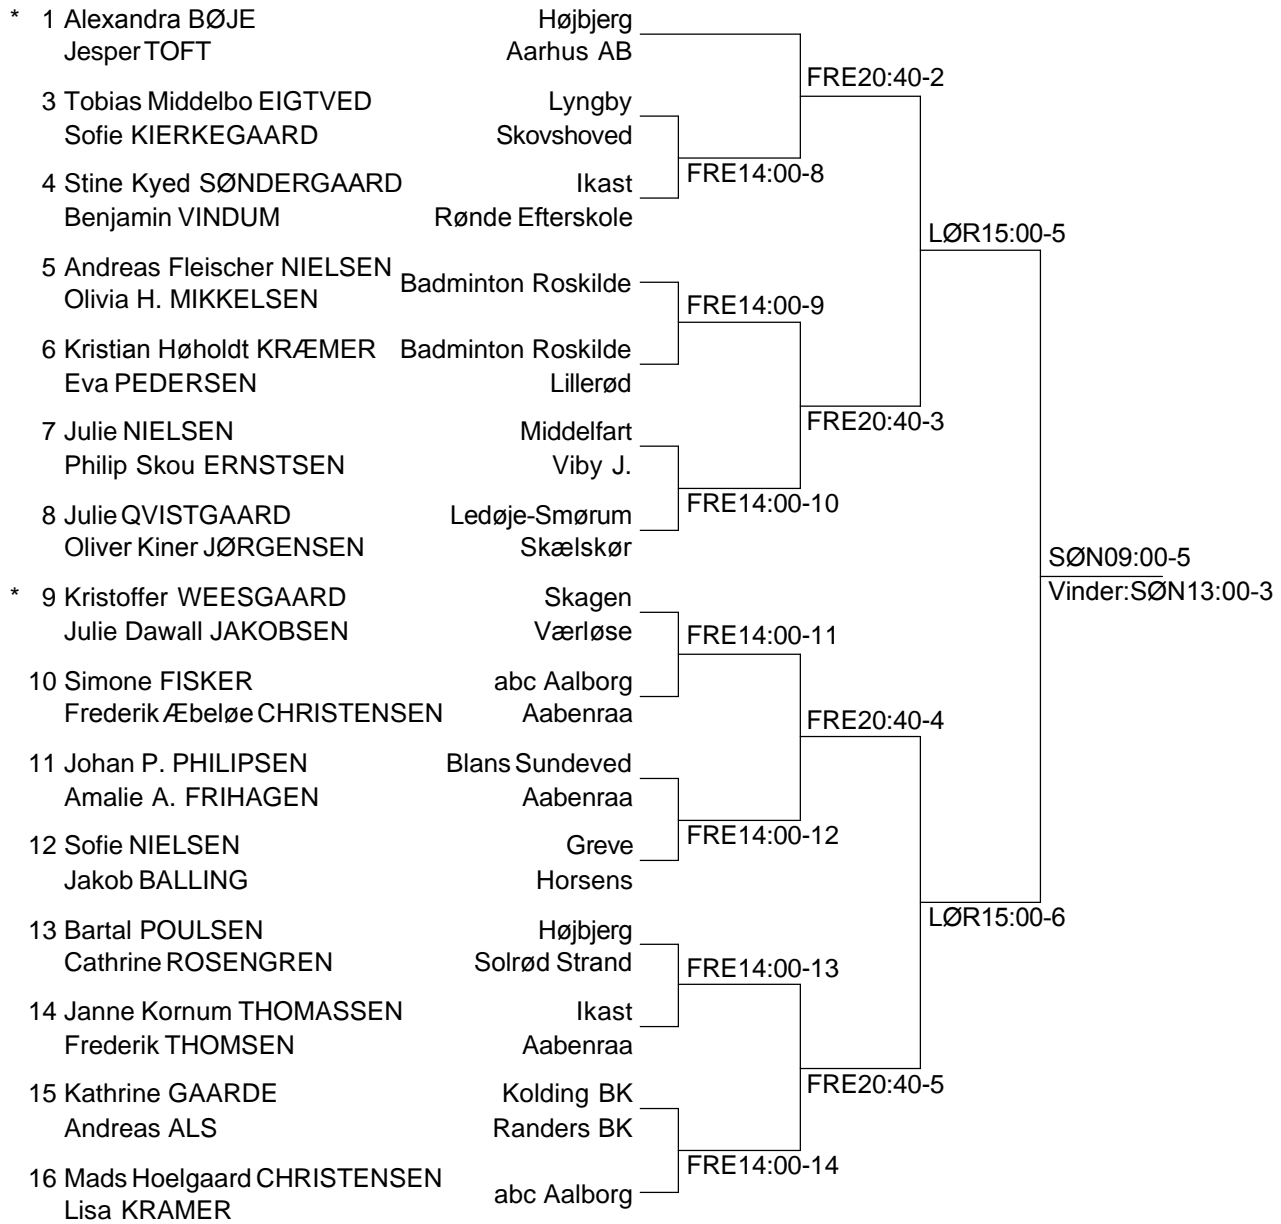 * 1 Alexandra BØJE Højbjerg
Jesper TOFT Aarhus AB
FRE20:40-2
3 Tobias Middelbo EIGTVED Lyngby
Sofie KIERKEGAARD Skovshoved
FRE14:00-8
4 Stine Kyed SØNDERGAARD Ikast
Benjamin VINDUM Rønde Efterskole
LØR15:00-5
5 Andreas Fleischer NIELSEN Badminton Roskilde
Olivia H. MIKKELSEN
FRE14:00-9
6 Kristian Høholdt KRÆMER Badminton Roskilde
Eva PEDERSEN Lillerød
FRE20:40-3
7 Julie NIELSEN Middelfart
Philip Skou ERNSTSEN Viby J.
FRE14:00-10
8 Julie QVISTGAARD Ledøje-Smørum
Oliver Kiner JØRGENSEN Skælskør
SØN09:00-5
Vinder:SØN13:00-3
* 9 Kristoffer WEESGAARD Skagen
Julie Dawall JAKOBSEN Værløse
FRE14:00-11
10 Simone FISKER abc Aalborg
Frederik Æbeløe CHRISTENSEN Aabenraa
FRE20:40-4
11 Johan P. PHILIPSEN Blans Sundeved
Amalie A. FRIHAGEN Aabenraa
FRE14:00-12
12 Sofie NIELSEN Greve
Jakob BALLING Horsens
LØR15:00-6
13 Bartal POULSEN Højbjerg
Cathrine ROSENGREN Solrød Strand
FRE14:00-13
14 Janne Kornum THOMASSEN Ikast
Frederik THOMSEN Aabenraa
FRE20:40-5
15 Kathrine GAARDE Kolding BK
Andreas ALS Randers BK
FRE14:00-14
16 Mads Hoelgaard CHRISTENSEN abc Aalborg
Lisa KRAMER